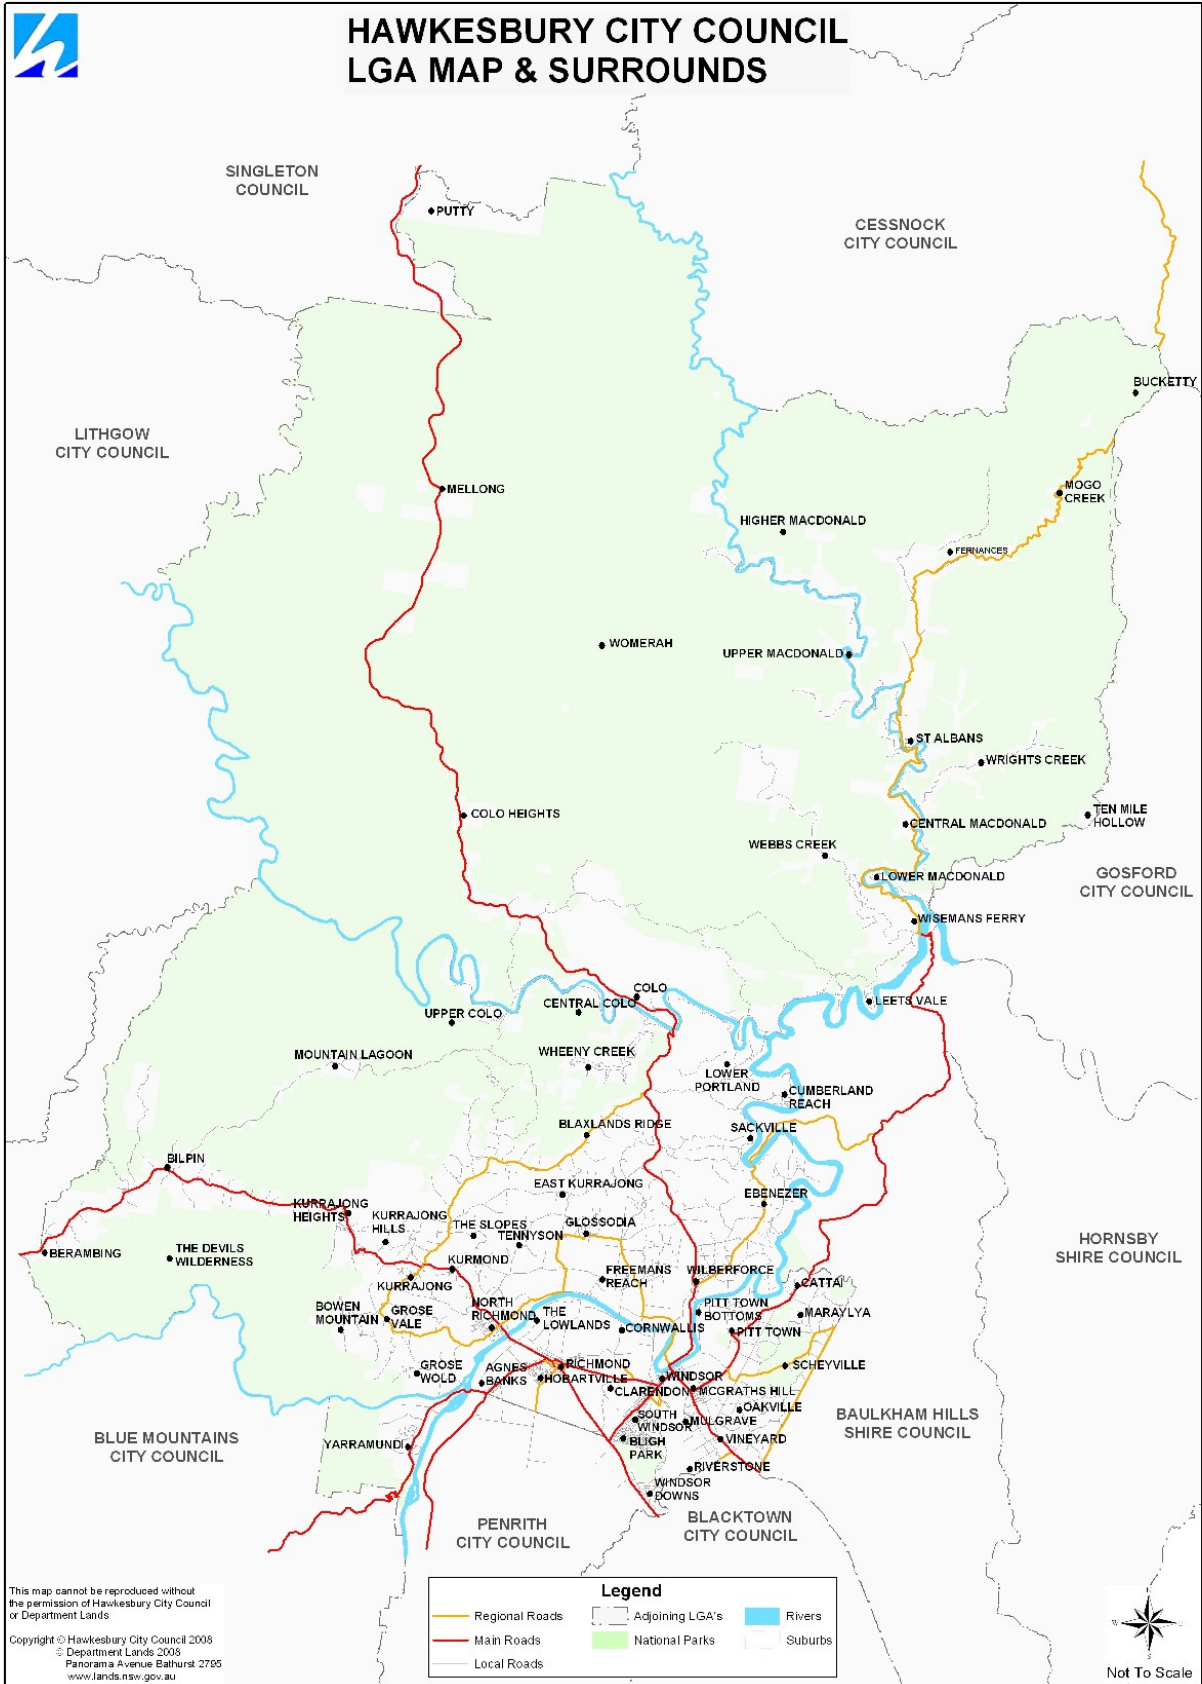 HAWKESBURY CITY COUNCIL
LGA MAP & SURROUNDS
SINGLETON
COUNCIL
PUTTY
CESSNOCK
CITY COUNCIL
BUCKETTY
LITHGOW
CITY COUNCIL
MELLONG
MOGO
CREEK
HIGHER MACDONALD
FERNANCES
WOMERAH
UPPER MACDONALD
ST ALBANS
WRIGHTS CREEK
COLO HEIGHTS
TEN MILE
HOLLOW
CENTRAL MACDONALD
WEBBS CREEK
LOWER MACDONALD
GOSFORD
CITY COUNCIL
WISEMANS FERRY
COLO
CENTRAL COLO
LEETS VALE
UPPER COLO
MOUNTAIN LAGOON
WHEENY CREEK
LOWER
PORTLAND
CUMBERLAND
REACH
BLAXLANDS RIDGE
SACKVILLE
BILPIN
EAST KURRAJONG
EBENEZER
KURRAJONG
HEIGHTS
KURRAJONG
HILLS
THE SLOPES
TENNYSON
GLOSSODIA
BERAMBING
THE DEVILS
WILDERNESS
HORNSBY
SHIRE COUNCIL
KURMOND
KURRAJONG
FREEMANS
REACH
WILBERFORCE
CATTAI
BOWEN
MOUNTAIN
GROSE
VALE
NORTH
RICHMOND
THE
LOWLANDS
CORNWALLIS
PITT TOWN
BOTTOMS
MARAYLYA
PITT TOWN
GROSE
WOLD
AGNES
BANKS
RICHMOND
HOBARTVILLE
CLARENDON
WINDSOR
MCGRATHS HILL
SCHEYVILLE
OAKVILLE
SOUTH
WINDSOR
MULGRAVE
BLIGH
PARK
VINEYARD
BAULKHAM HILLS
SHIRE COUNCIL
BLUE MOUNTAINS
CITY COUNCIL
YARRAMUNDI
RIVERSTONE
WINDSOR
DOWNS
PENRITH
CITY COUNCIL
BLACKTOWN
CITY COUNCIL
This map cannot be reproduced without
the permission of Hawkesbury City Council
or Department Lands
Copyright © Hawkesbury City Council 2008
© Department Lands 2008
Panorama Avenue Bathurst 2795
www.lands.nsw.gov.au
Legend
Regional Roads
Adjoining LGA's
Rivers
Main Roads
National Parks
Suburbs
Local Roads
N
W
E
S
Not To Scale